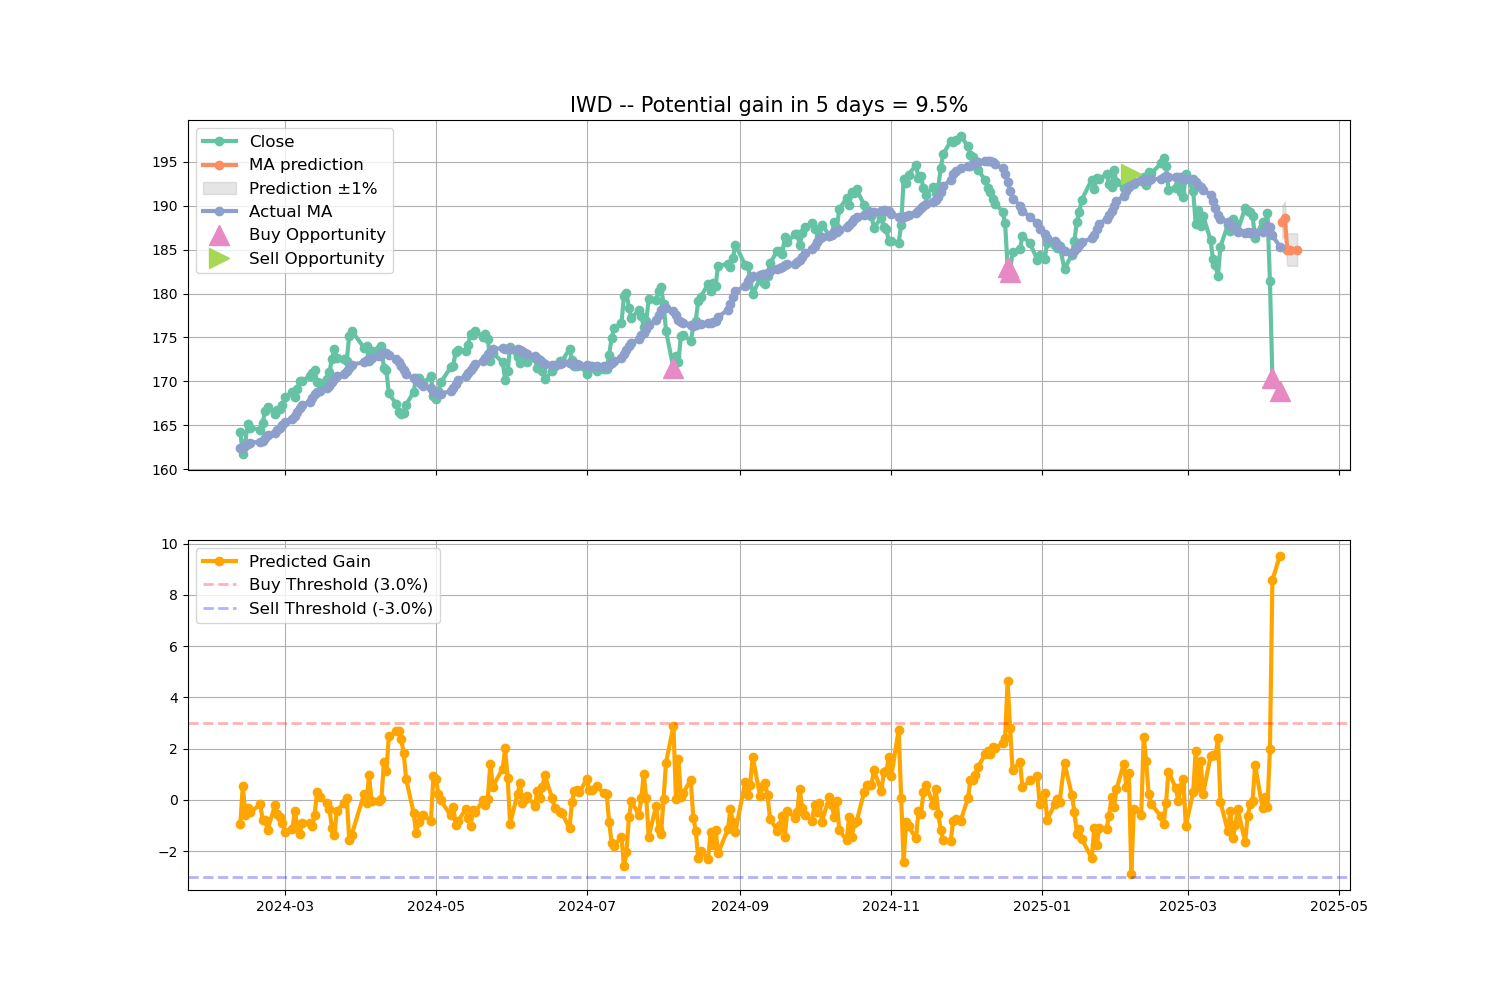 IWD -- Potential gain in 5 days = 9.5%
Close
MA prediction
Prediction ±1%
Actual MA
Buy Opportunity
Sell Opportunity
195
190
185
180
175
170
165
160
Predicted Gain
Buy Threshold (3.0%)
Sell Threshold (-3.0%)
10
8
6
4
2
0
−2
2024-03
2024-05
2024-07
2024-09
2024-11
2025-01
2025-03
2025-05